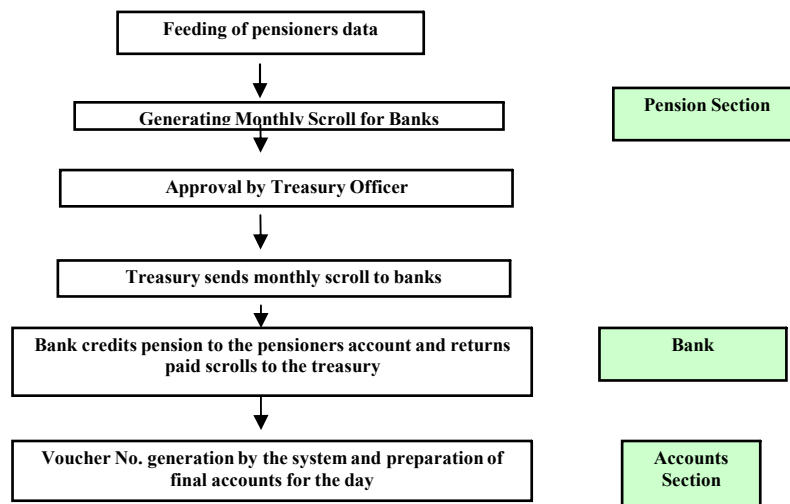 Feeding of pensioners data
Generating Monthly Scroll for Banks
Pension Section
Approval by Treasury Officer
Treasury sends monthly scroll to banks
Bank credits pension to the pensioners account and returns
paid scrolls to the treasury
Bank
Voucher No. generation by the system and preparation of
final accounts for the day
Accounts
Section